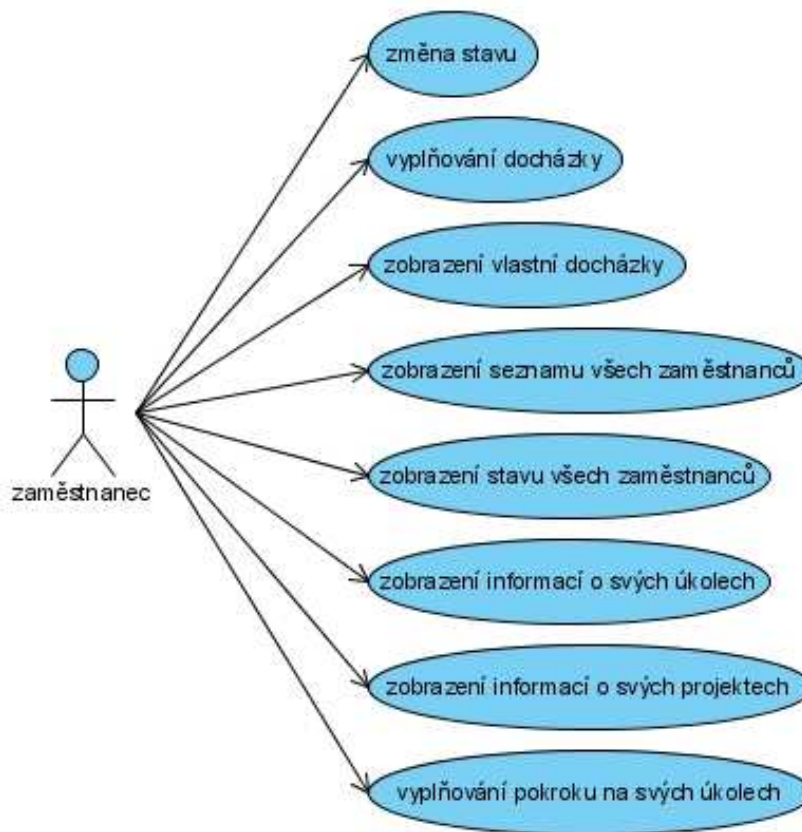 změna stavu
vyplňování docházky
zobrazení vlastní docházky
zobrazení seznamu všech zaměstnanců
zobrazení stavu všech zaměstnanců
zaměstnanec
zobrazení informací o svých úkolech
zobrazení informací o svých projektech
vyplňování pokroku na svých úkolech